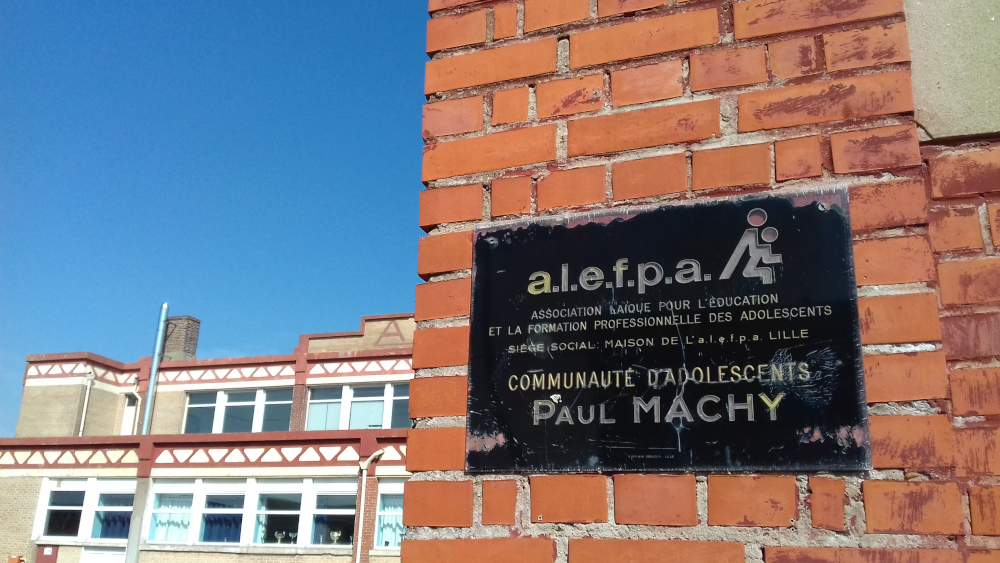 a.l.e.f.p.a.
ASSOCIATION LAÏQUE POUR L'ÉDUCATION
ET LA FORMATION PROFESSIONNELLE DES ADOLESCENTS
SIÈGE SOCIAL: MAISON DE L'a.l.e.f.p.a. LILLE
COMMUNAUTÉ D'ADOLESCENTS
PAUL MACHY
A